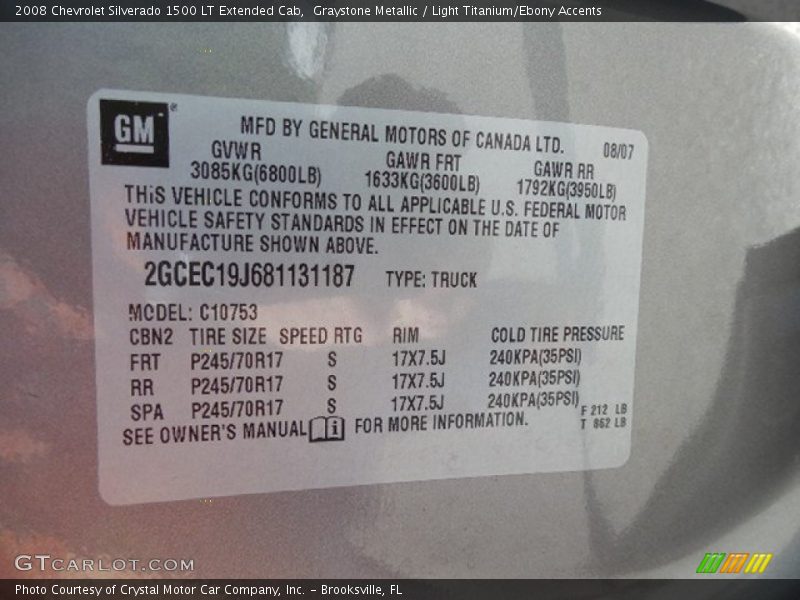 2008 Chevrolet Silverado 1500 LT Extended Cab,  Graystone Metallic / Light Titanium/Ebony Accents
GM ®
MFD BY GENERAL MOTORS OF CANADA LTD. 08/07
GVWR GAWR FRT GAWR RR
3085KG(6800LB) 1633KG(3600LB) 1792KG(3950LB)
THIS VEHICLE CONFORMS TO ALL APPLICABLE U.S. FEDERAL MOTOR
VEHICLE SAFETY STANDARDS IN EFFECT ON THE DATE OF
MANUFACTURE SHOWN ABOVE.
2GCEC19J681131187 TYPE: TRUCK
MODEL: C10753
CBN2 TIRE SIZE SPEED RTG RIM COLD TIRE PRESSURE
FRT P245/70R17 S 17X7.5J 240KPA(35PSI)
RR P245/70R17 S 17X7.5J 240KPA(35PSI)
SPA P245/70R17 S 17X7.5J 240KPA(35PSI)
F 212 LB
T 862 LB
SEE OWNER'S MANUAL i FOR MORE INFORMATION.
GTCARLOT.COM
Photo Courtesy of Crystal Motor Car Company, Inc. – Brooksville, FL